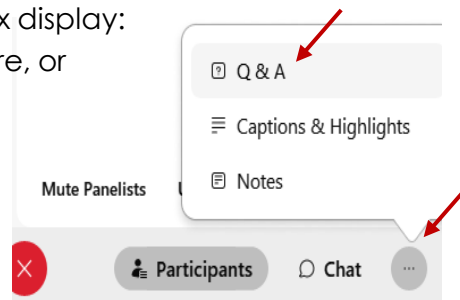 x display:
re, or
Q & A
Captions & Highlights
Notes
Mute Panelists
Participants
Chat